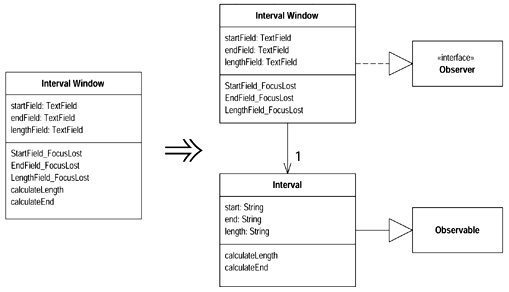 Interval Window
startField: TextField
endField: TextField
lengthField: TextField
StartField_FocusLost
EndField_FocusLost
LengthField_FocusLost
calculateLength
calculateEnd
Interval Window
startField: TextField
endField: TextField
lengthField: TextField
StartField_FocusLost
EndField_FocusLost
LengthField_FocusLost
«interface»
Observer
1
Interval
start: String
end: String
length: String
calculateLength
calculateEnd
Observable